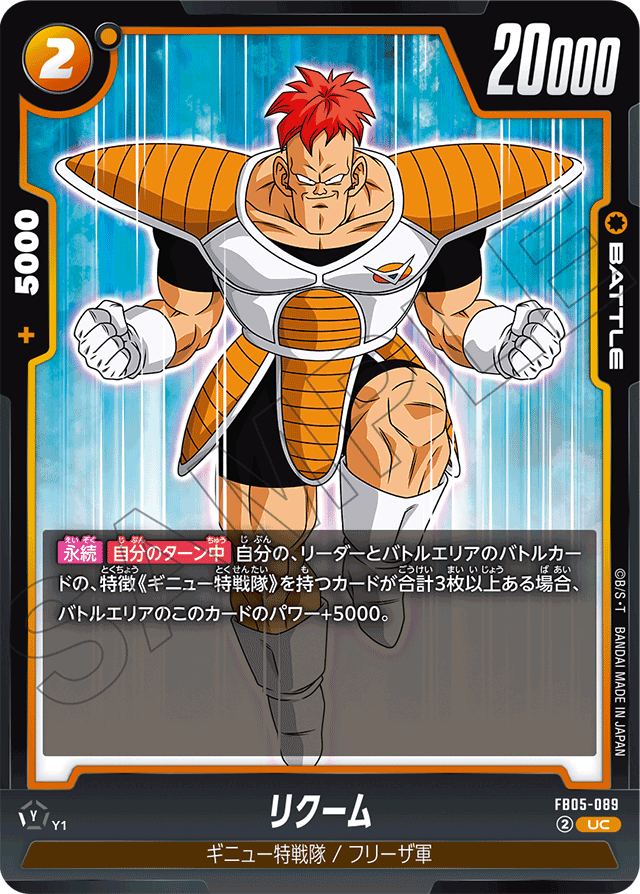 2
20000
+ 5000
BATTLE
永続 自分のターン中 自分の、リーダーとバトルエリアのバトルカー
ドの、特徴《ギニュー特戦隊》を持つカードが合計3枚以上ある場合、
バトルエリアのこのカードのパワー+5000。
SAMPLE
©B/S・T BANDAI MADE IN JAPAN
リクーム
FB05-089
Y Y1
2 UC
ギニュー特戦隊 / フリーザ軍